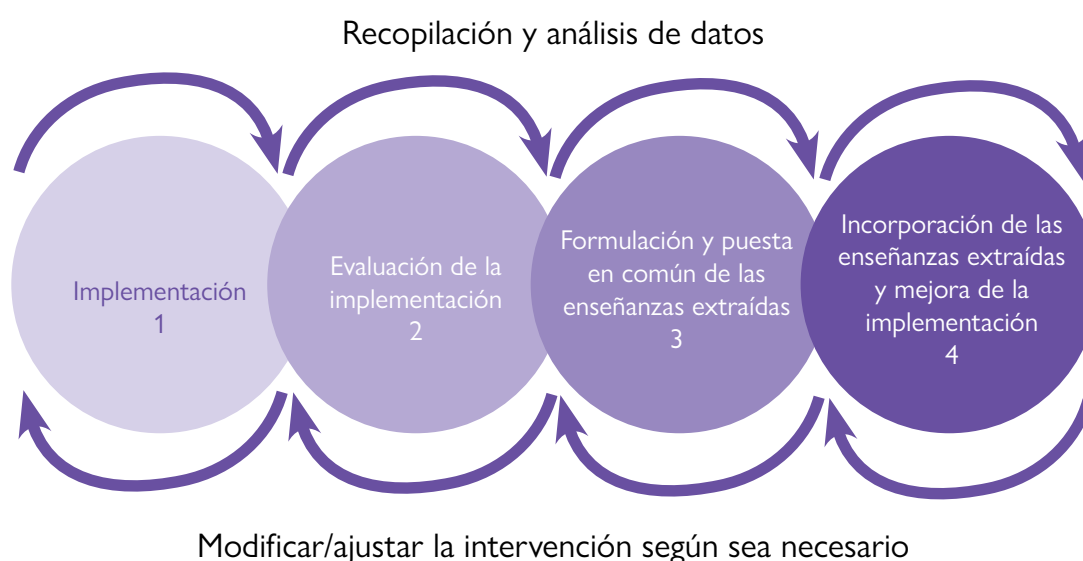 Recopilación y análisis de datos
Implementación
1
Evaluación de la
implementación
2
Formulación y puesta
en común de las
enseñanzas extraídas
3
Incorporación de las
enseñanzas extraídas
y mejora de la
implementación
4
Modificar/ajustar la intervención según sea necesario